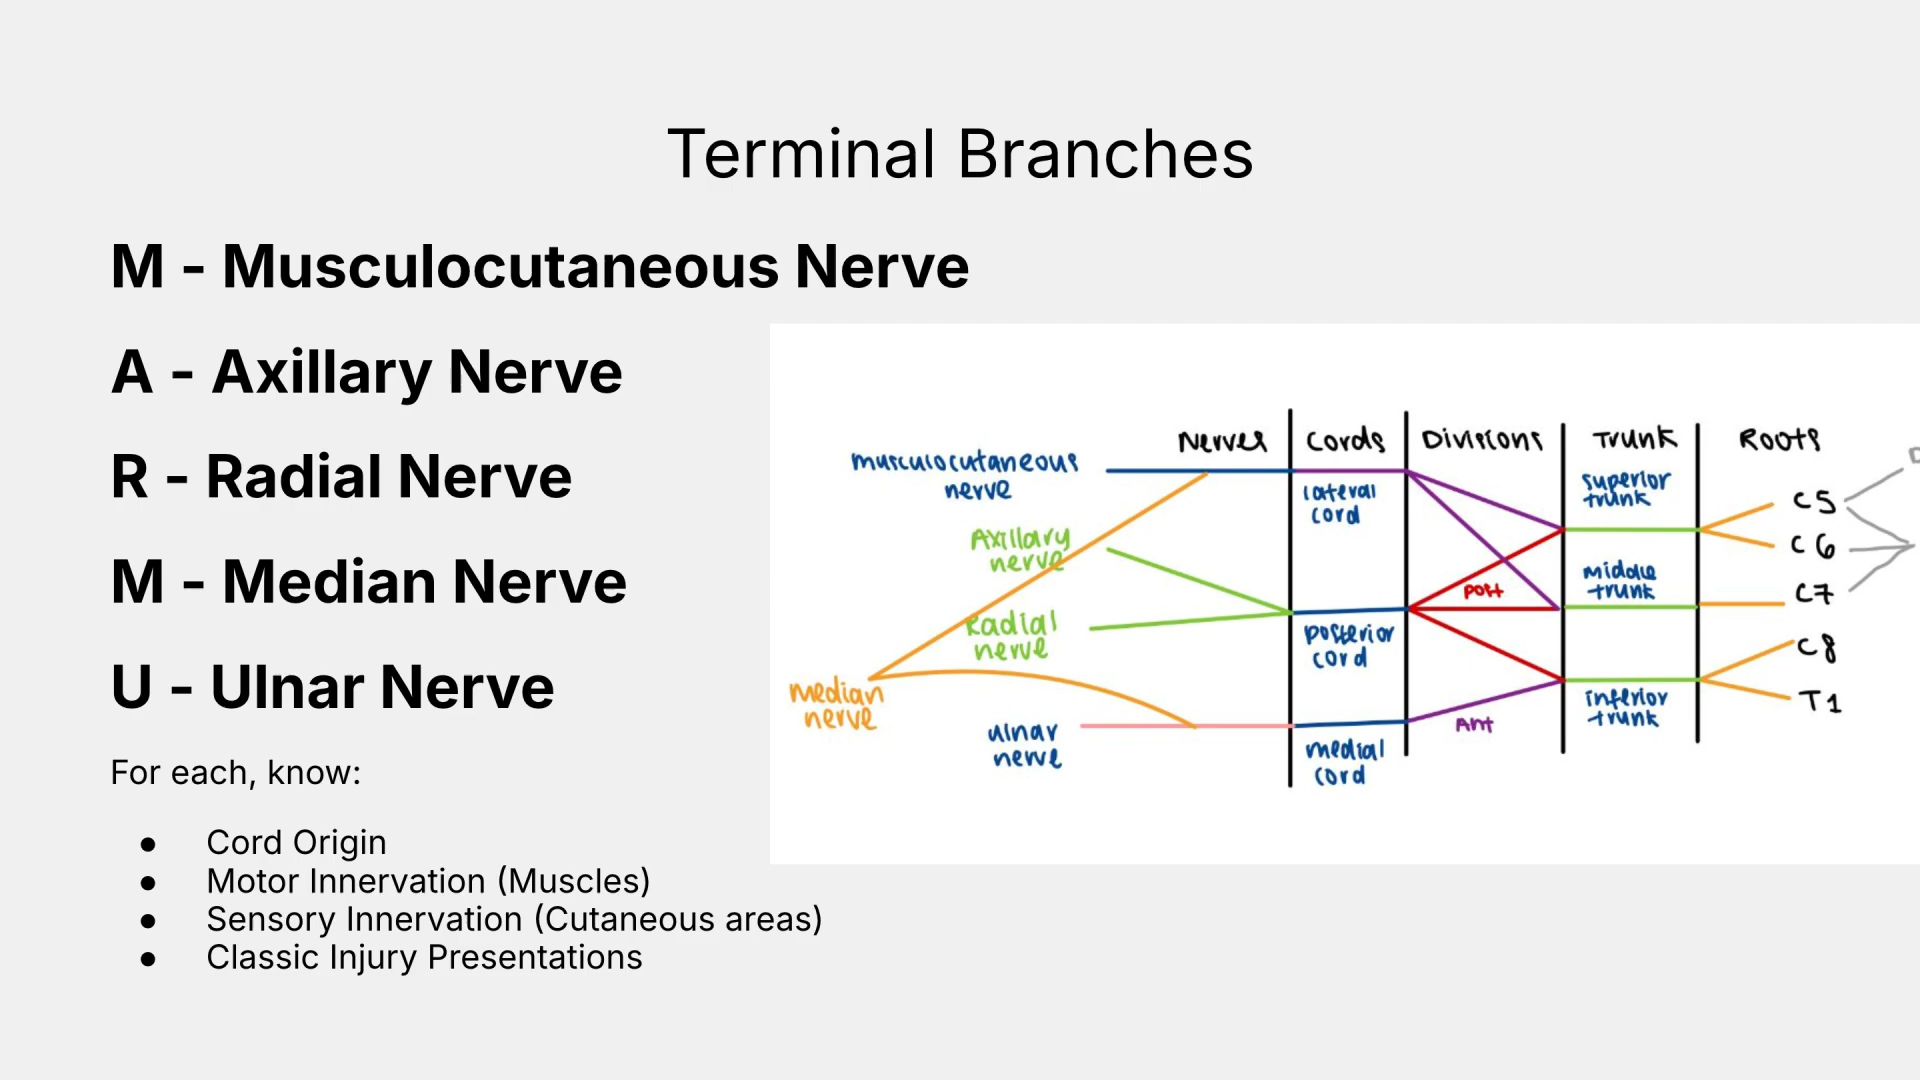 Terminal Branches
M - Musculocutaneous Nerve
A - Axillary Nerve
R - Radial Nerve
M - Median Nerve
U - Ulnar Nerve
For each, know:
● Cord Origin
● Motor Innervation (Muscles)
● Sensory Innervation (Cutaneous areas)
● Classic Injury Presentations
Nerves
Cords
Divisions
Trunk
Roots
musculocutaneous
nerve
Axillary
nerve
Radial
nerve
median
nerve
ulnar
nerve
lateral
cord
posterior
cord
medial
cord
post
Ant
superior
trunk
middle
trunk
inferior
trunk
C5
C6
C7
C8
T1